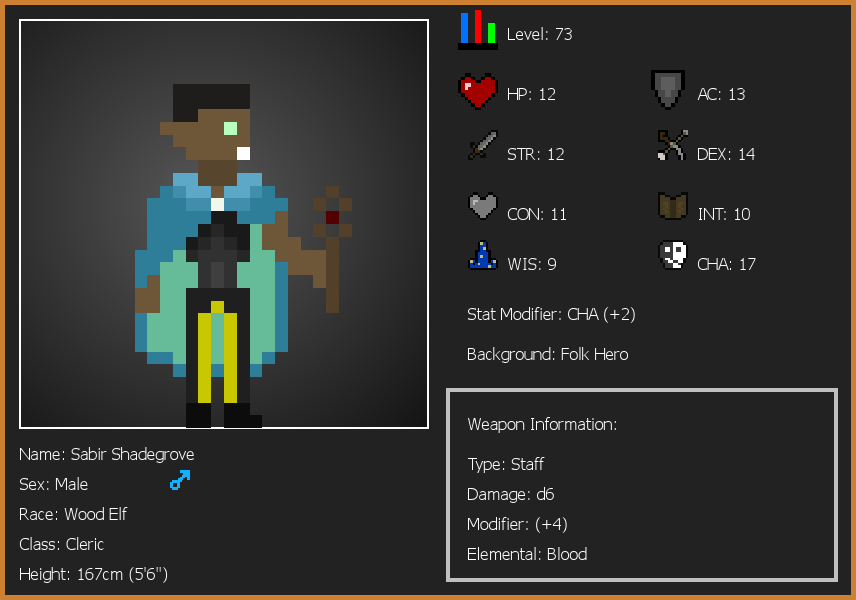 Level: 73
HP: 12
AC: 13
STR: 12
DEX: 14
CON: 11
INT: 10
WIS: 9
CHA: 17
Stat Modifier: CHA (+2)
Background: Folk Hero
Weapon Information:
Type: Staff
Damage: d6
Modifier: (+4)
Elemental: Blood
Name: Sabir Shadegrove
Sex: Male
Race: Wood Elf
Class: Cleric
Height: 167cm (5'6")